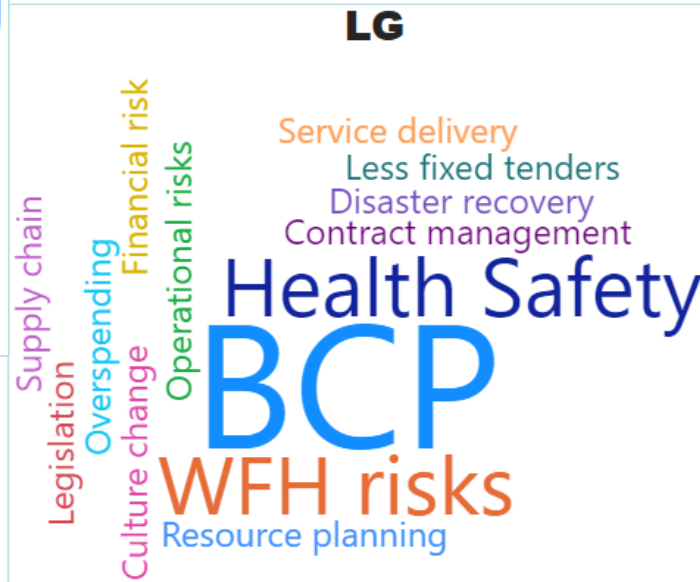 LG
Service delivery
Less fixed tenders
Disaster recovery
Contract management
Health Safety
BCP
WFH risks
Resource planning
Supply chain
Legislation
Overspending
Financial risk
Culture change
Operational risks